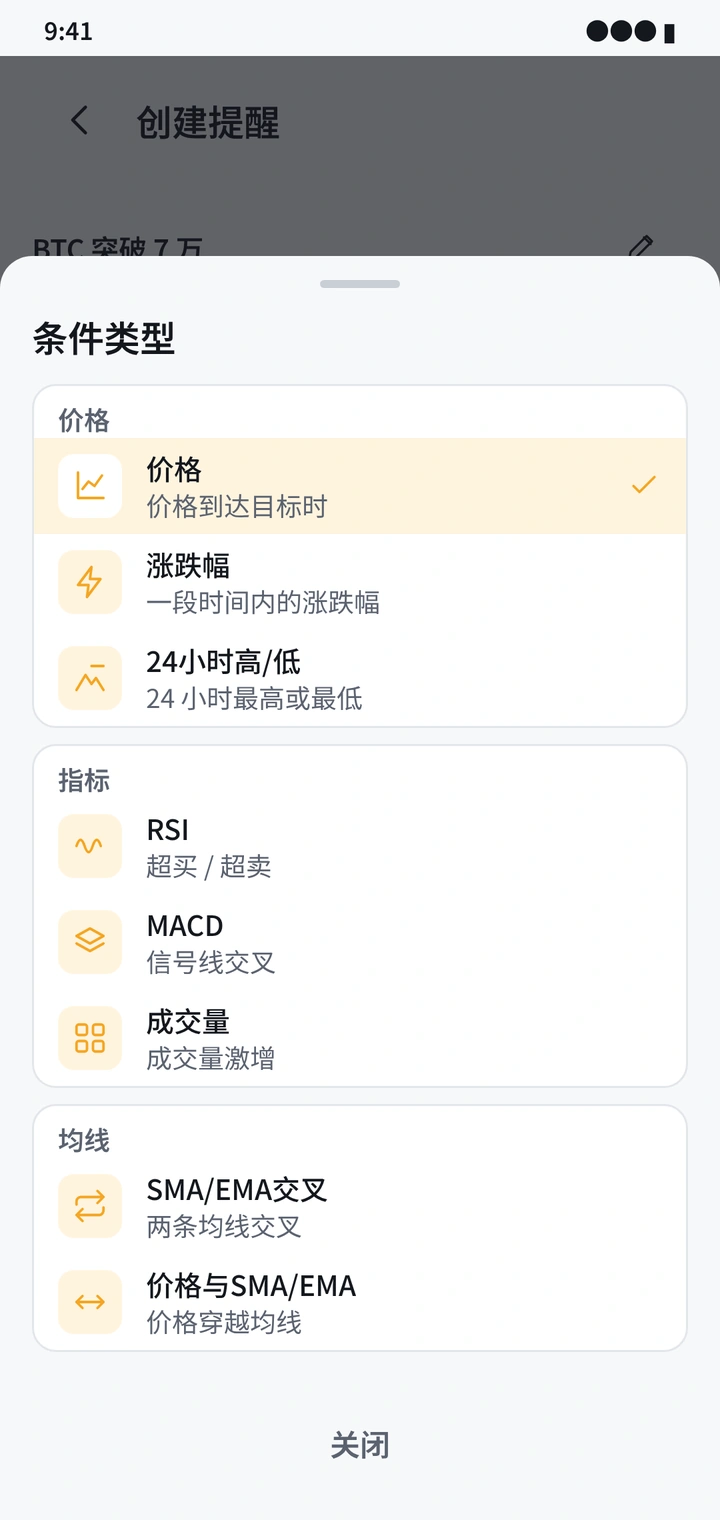 9:41
创建提醒
BTC 突破 7 万
条件类型
价格
价格
价格到达目标时
涨跌幅
一段时间内的涨跌幅
24小时高/低
24 小时最高或最低
指标
RSI
超买 / 超卖
MACD
信号线交叉
成交量
成交量激增
均线
SMA/EMA交叉
两条均线交叉
价格与SMA/EMA
价格穿越均线
关闭